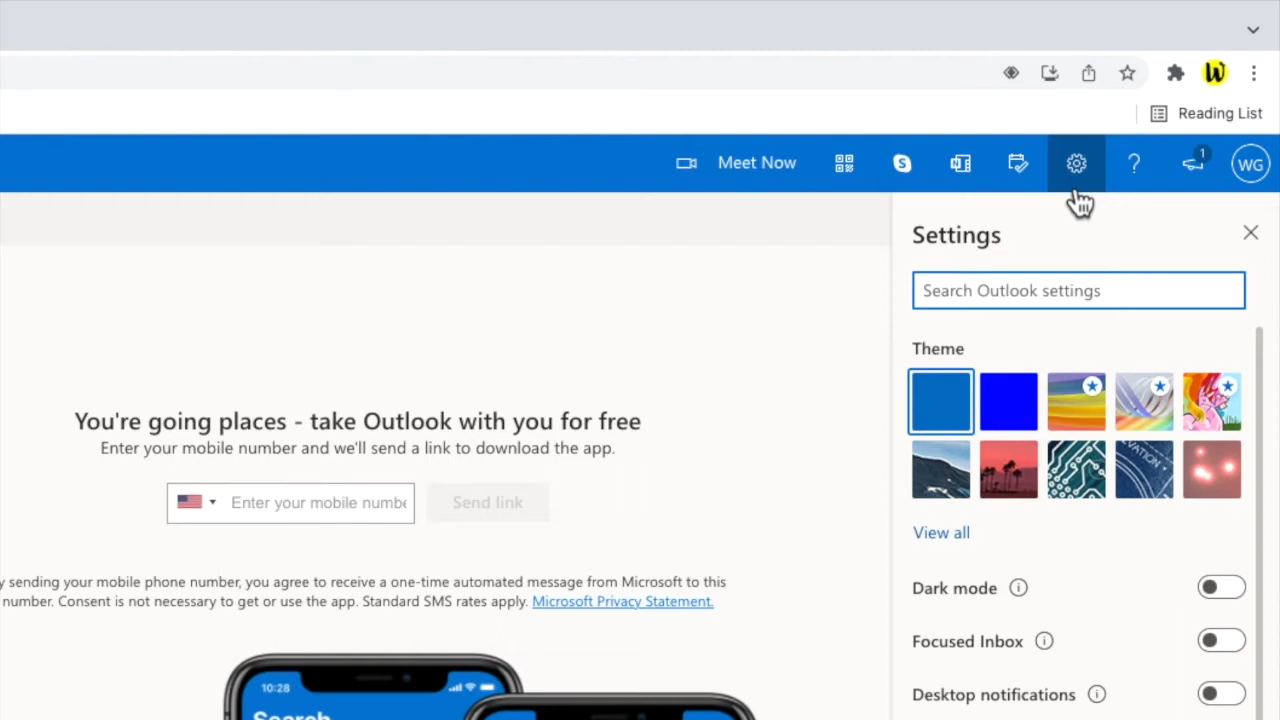 Reading List
Meet Now
1
WG
Settings
Search Outlook settings
Theme
You're going places - take Outlook with you for free
Enter your mobile number and we'll send a link to download the app.
Enter your mobile numbe
Send link
View all
y sending your mobile phone number, you agree to receive a one-time automated message from Microsoft to this
number. Consent is not necessary to get or use the app. Standard SMS rates apply. Microsoft Privacy Statement.
Dark mode
Focused Inbox
Desktop notifications
10:28
Search